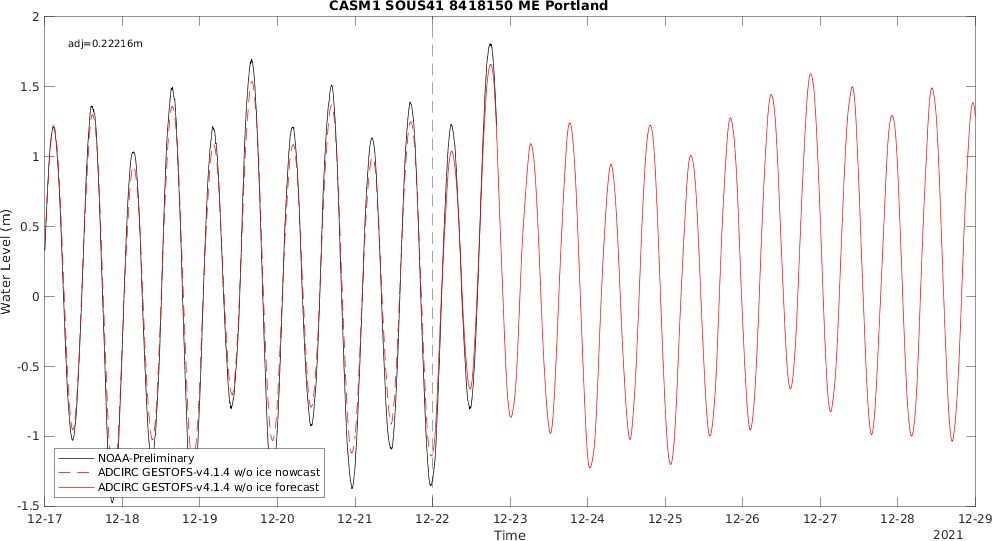 CASM1 SOUS41 8418150 ME Portland
adj=0.22216m
2
1.5
1
0.5
0
-0.5
-1
-1.5
Water Level (m)
NOAA-Preliminary
ADCIRC GESTOFS-v4.1.4 w/o ice nowcast
ADCIRC GESTOFS-v4.1.4 w/o ice forecast
12-17 12-18 12-19 12-20 12-21 12-22 12-23 12-24 12-25 12-26 12-27 12-28 12-29
Time
2021